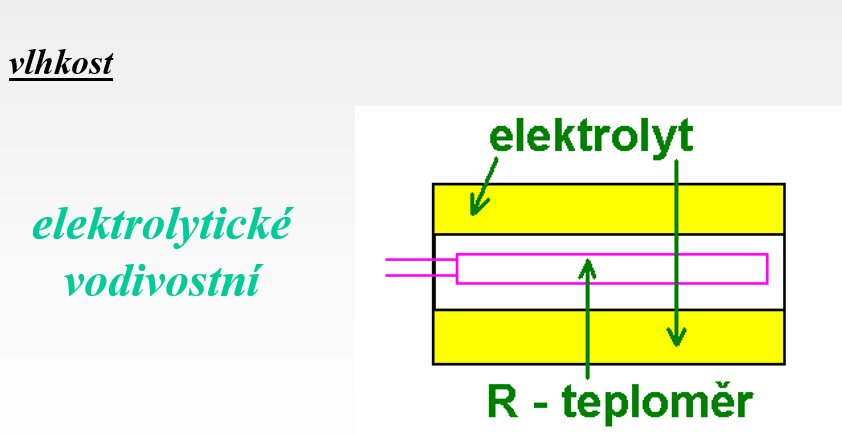 vlhkost
elektrolytické
vodivostní
elektrolyt
R - teploměr